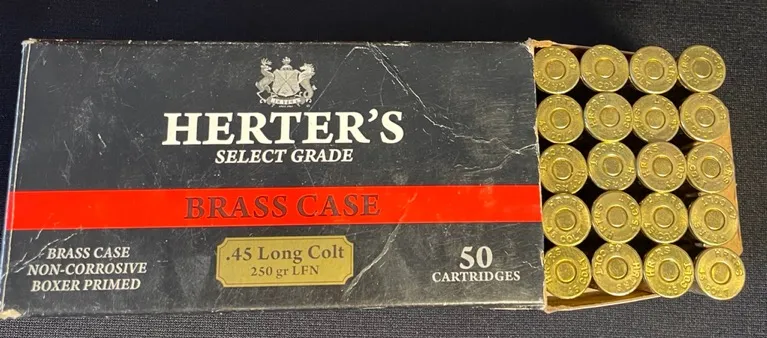 HERTER'S
SELECT GRADE
BRASS CASE
BRASS CASE
NON-CORROSIVE
BOXER PRIMED
.45 Long Colt
250 gr LFN
50
CARTRIDGES